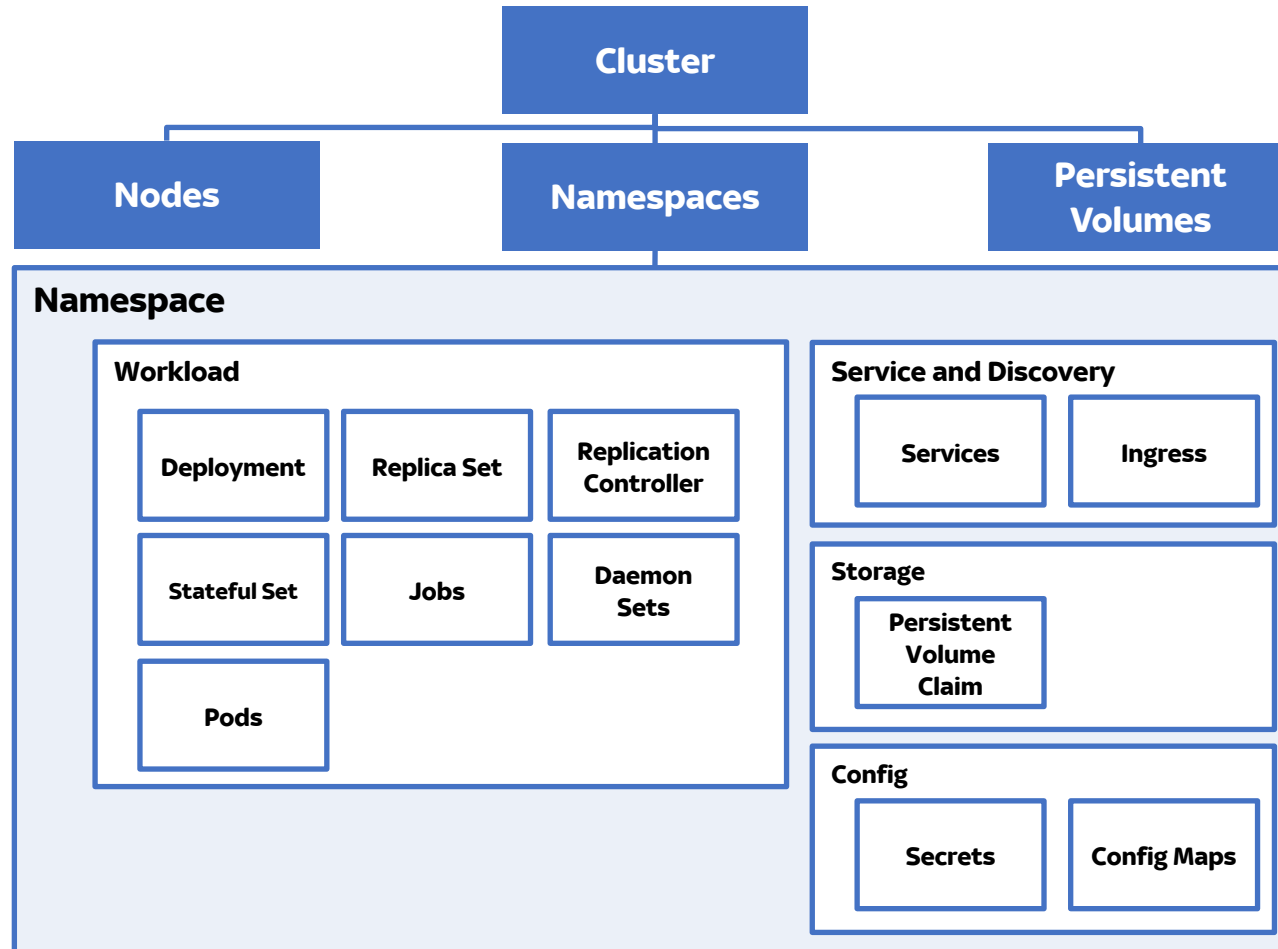 Cluster
Nodes
Namespaces
Persistent
Volumes
Namespace
Workload
Deployment
Replica Set
Replication
Controller
Stateful Set
Jobs
Daemon
Sets
Pods
Service and Discovery
Services
Ingress
Storage
Persistent
Volume
Claim
Config
Secrets
Config Maps